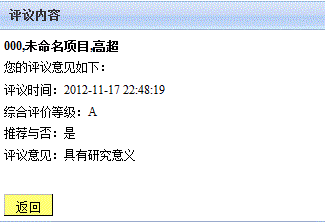 评议内容
000,未命名项目,高超
您的评议意见如下：
评议时间：2012-11-17 22:48:19
综合评价等级：A
推荐与否：是
评议意见：具有研究意义
返回